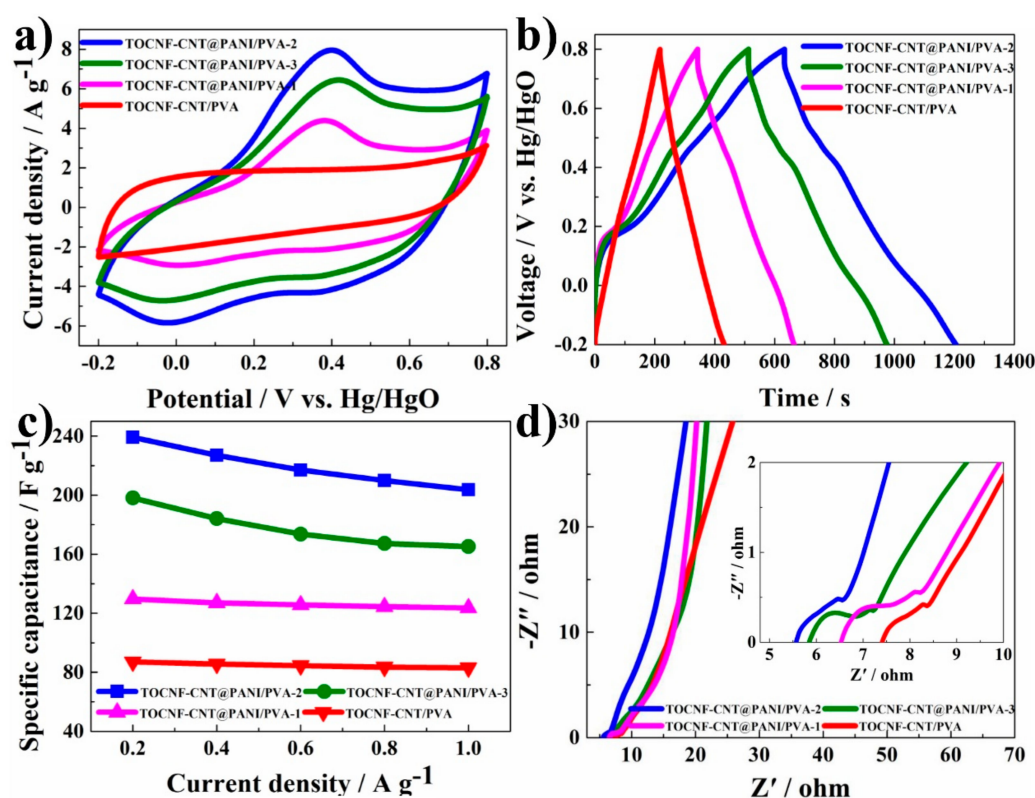 a)
TOCNF-CNT@PANI/PVA-2
TOCNF-CNT@PANI/PVA-3
TOCNF-CNT@PANI/PVA-1
TOCNF-CNT/PVA
Current density / A g⁻¹
8
6
4
2
0
-2
-4
-6
-0.2 0.0 0.2 0.4 0.6 0.8
Potential / V vs. Hg/HgO
b)
TOCNF-CNT@PANI/PVA-2
TOCNF-CNT@PANI/PVA-3
TOCNF-CNT@PANI/PVA-1
TOCNF-CNT/PVA
Voltage / V vs. Hg/HgO
0.8
0.6
0.4
0.2
0.0
-0.2
0 200 400 600 800 1000 1200 1400
Time / s
c)
Specific capacitance / F g⁻¹
240
200
160
120
80
40
TOCNF-CNT@PANI/PVA-2 TOCNF-CNT@PANI/PVA-3
TOCNF-CNT@PANI/PVA-1 TOCNF-CNT/PVA
0.2 0.4 0.6 0.8 1.0
Current density / A g⁻¹
d)
-Z″ / ohm
30
20
10
0
-Z″ / ohm
2
1
0
5 6 7 8 9 10
Z′ / ohm
TOCNF-CNT@PANI/PVA-2 TOCNF-CNT@PANI/PVA-3
TOCNF-CNT@PANI/PVA-1 TOCNF-CNT/PVA
10 20 30 40 50 60 70
Z′ / ohm